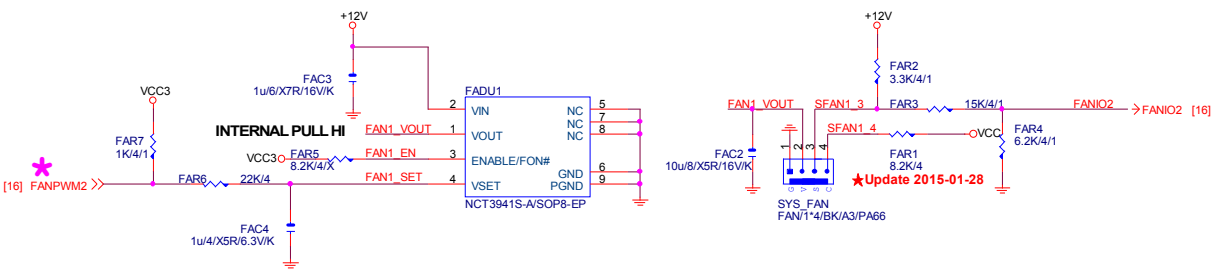 +12V
+12V
FAC3
1u/6/X7R/16V/K
FADU1
FAR2
3.3K/4/1
VCC3
FAR7
1K/4/1
INTERNAL PULL HI
2 VIN NC 5
NC 7
FAN1_VOUT 1 VOUT NC 8
VCC3 FAR5 FAN1_EN 3 ENABLE/FON#
8.2K/4/X
GND 6
[16] FANPWM2 FAR6 22K/4 FAN1_SET 4 VSET PGND 9
NCT3941S-A/SOP8-EP
FAC4
1u/4/X5R/6.3V/K
FAN1_VOUT SFAN1_3 FAR3 15K/4/1 FANIO2 FANIO2 [16]
SFAN1_4 VCC FAR4
6.2K/4/1
FAC2
10u/8/X5R/16V/K
1 2 3 4
FAR1
8.2K/4
G V S C
★Update 2015-01-28
SYS_FAN
FAN/1*4/BK/A3/PA66